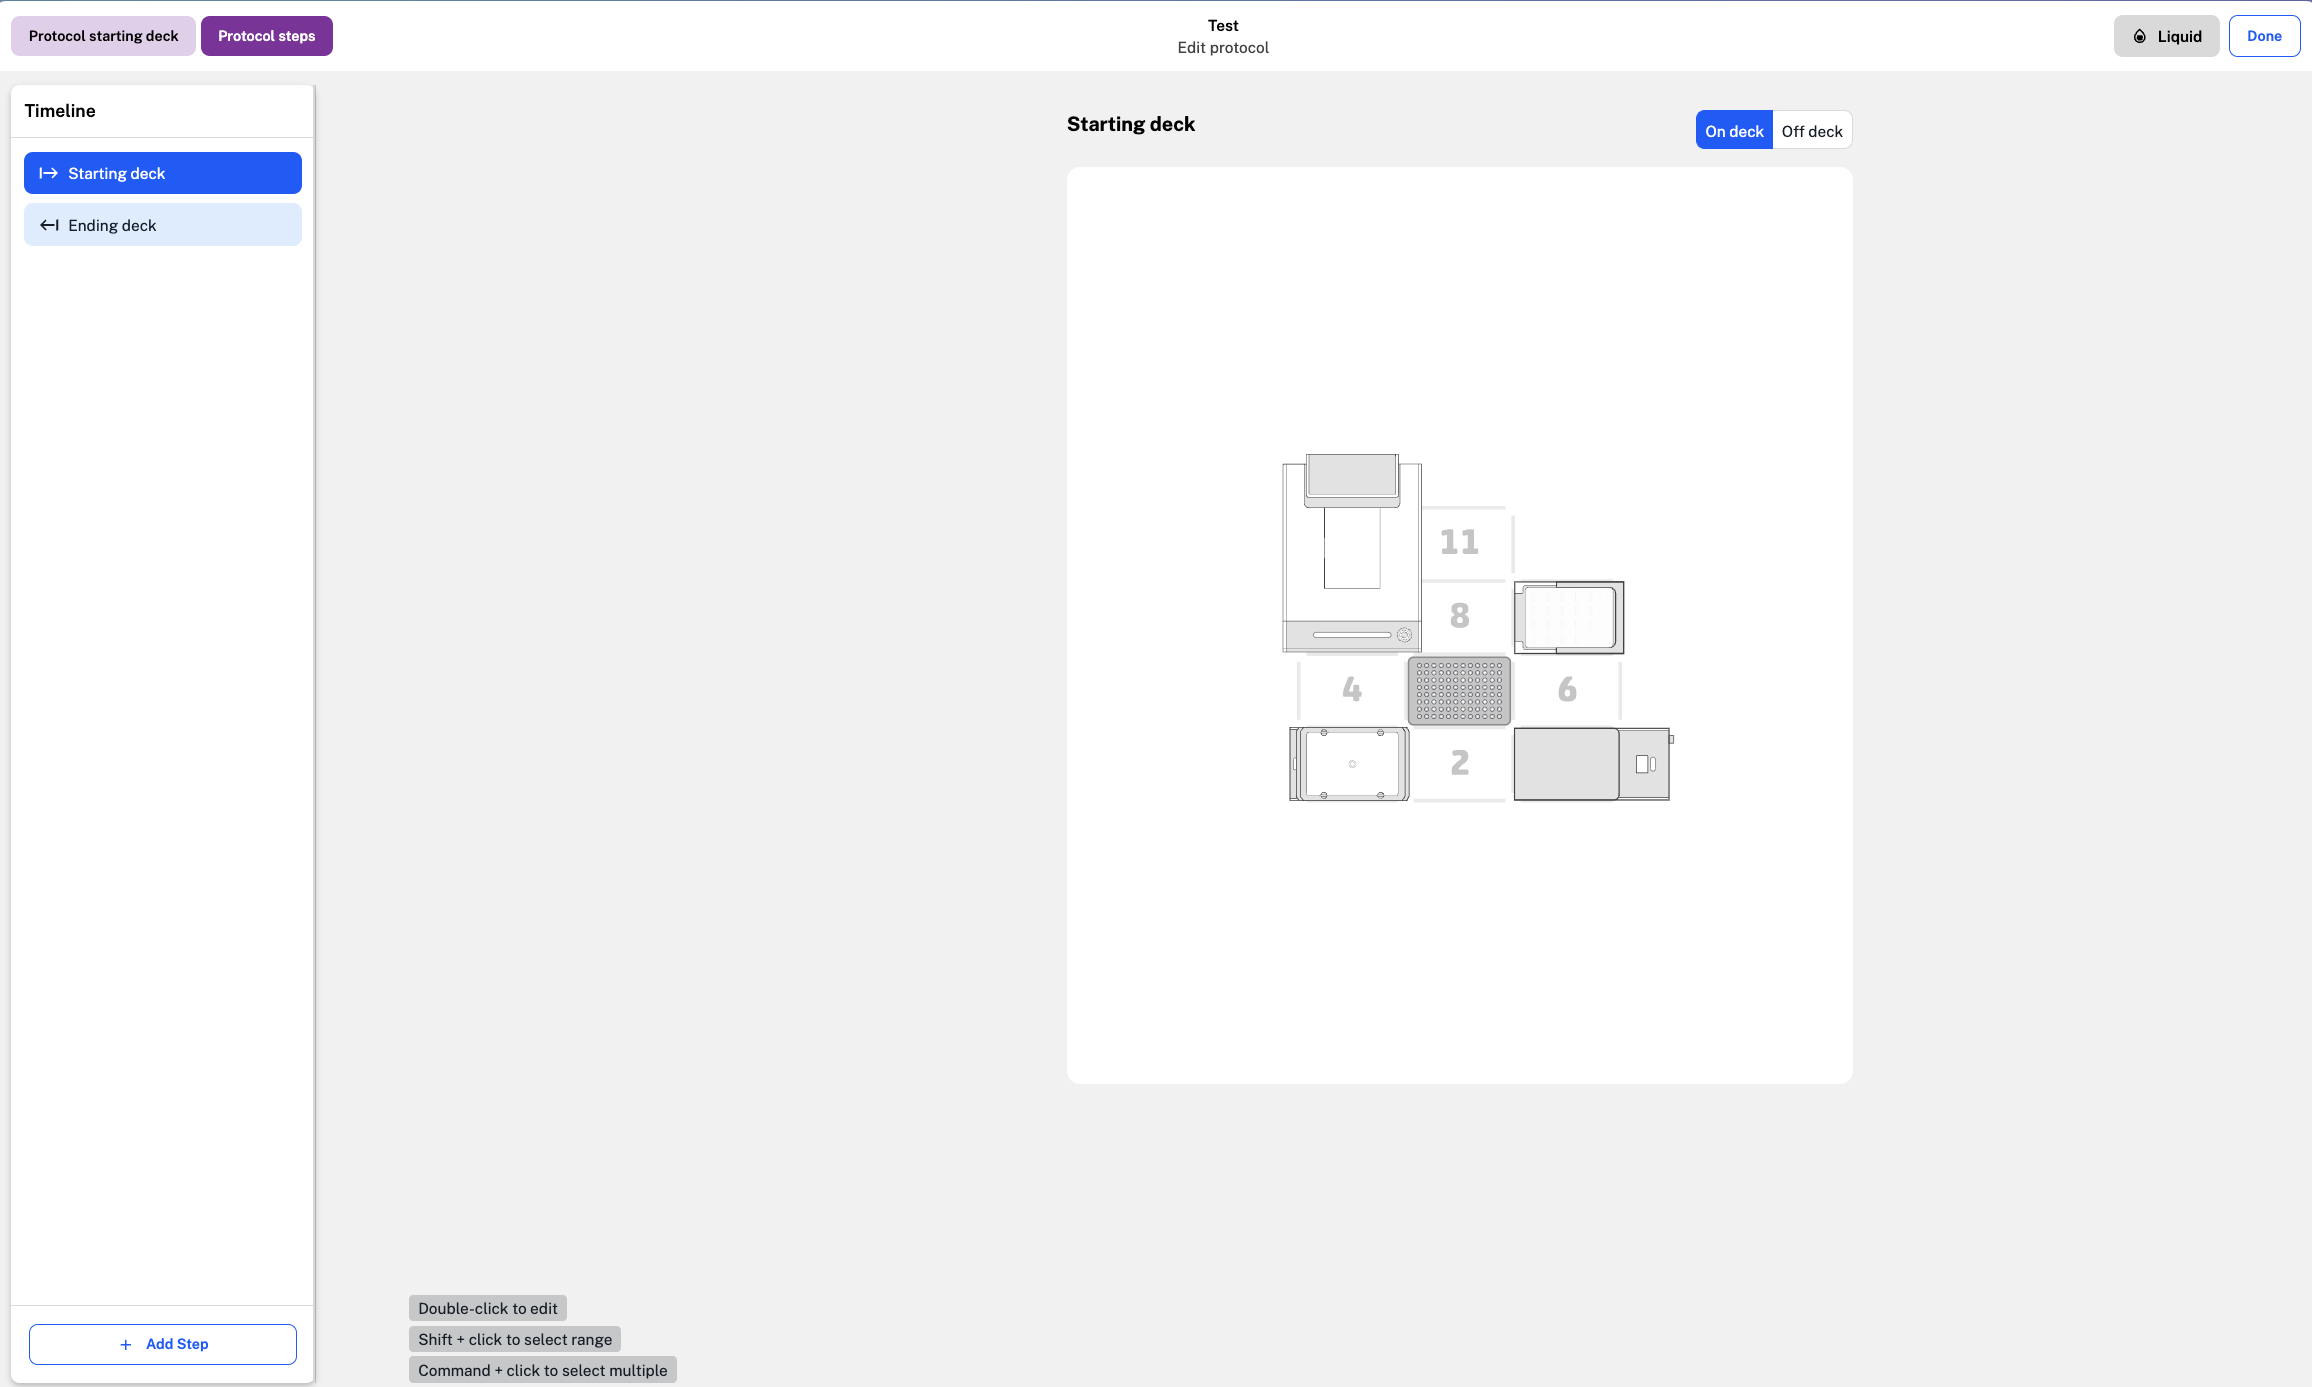 Protocol starting deck
Protocol steps
Test
Edit protocol
Liquid
Done
Timeline
Starting deck
Ending deck
Starting deck
On deck
Off deck
11
8
4
6
2
Double-click to edit
Shift + click to select range
Command + click to select multiple
+ Add Step